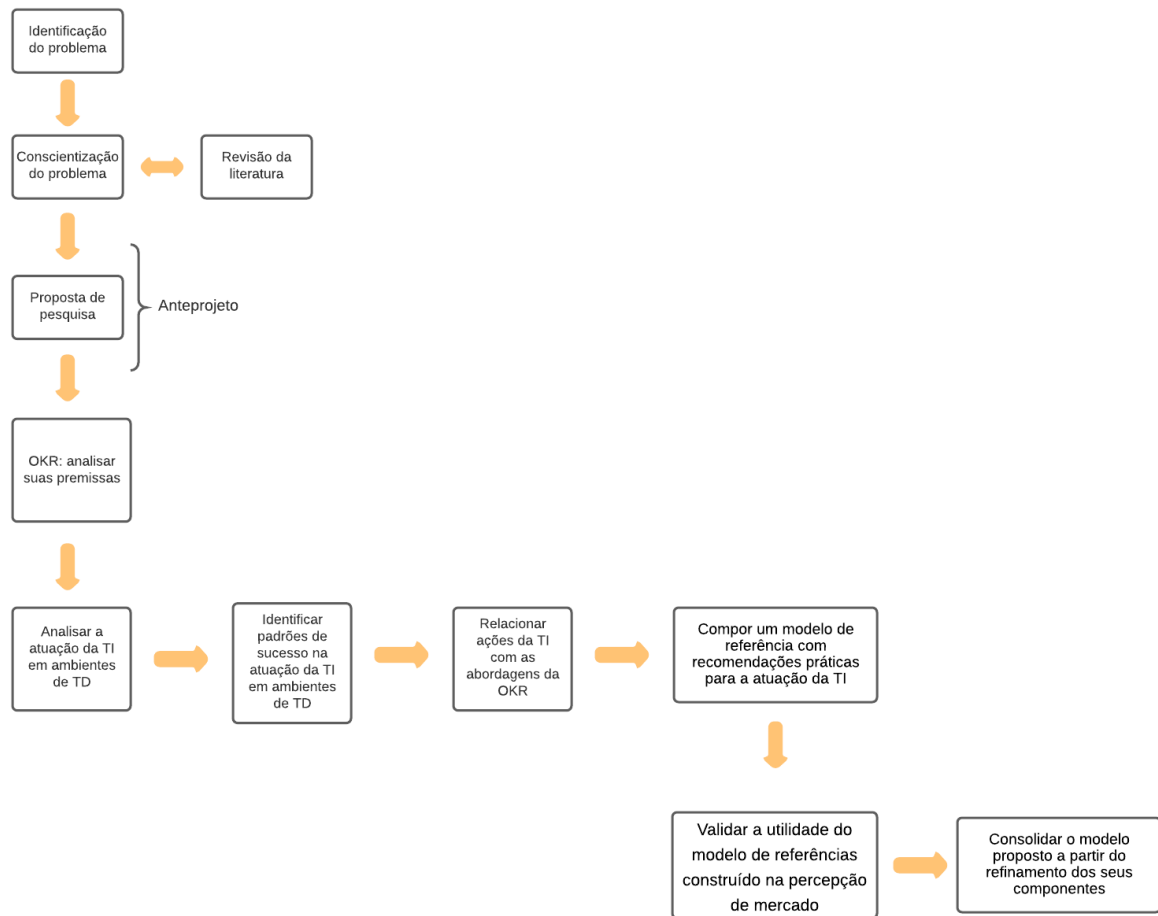 Identificação
do problema
Conscientização
do problema
Revisão da
literatura
Proposta de
pesquisa
Anteprojeto
OKR: analisar
suas premissas
Analisar a
atuação da TI
em ambientes
de TD
Identificar
padrões de
sucesso na
atuação da TI
em ambientes
de TD
Relacionar
ações da TI
com as
abordagens da
OKR
Compor um modelo de
referência com
recomendações práticas
para a atuação da TI
Validar a utilidade do
modelo de referências
construído na percepção
de mercado
Consolidar o modelo
proposto a partir do
refinamento dos seus
componentes